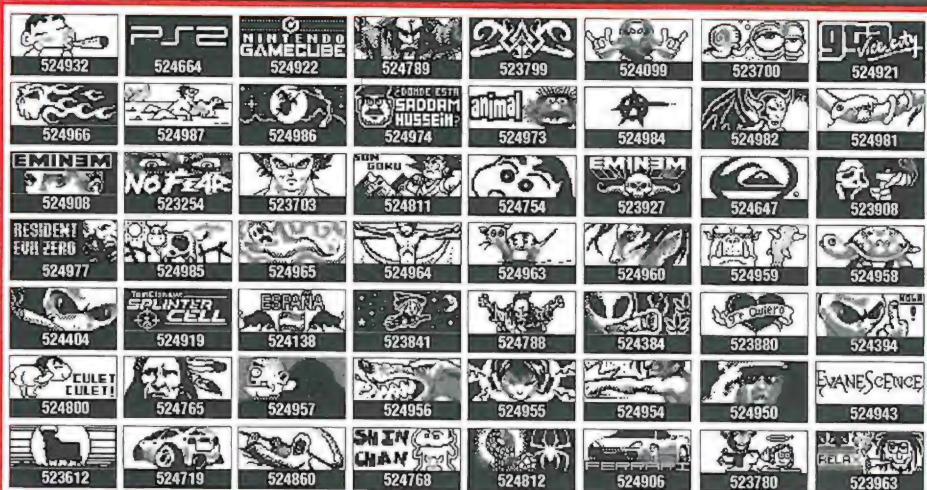 PS2
NINTENDO
GAMECUBE
gta
Vice city
524932 524664 524922 524789 523799 524099 523700 524921
¿DONDE ESTA
SADDAM
HUSSEIN?
animal
524966 524987 524986 524974 524973 524984 524982 524981
EMINEM
NO FEAR
SON
GOKU
EMINEM
524908 523254 523703 524811 524754 523927 524647 523908
RESIDENT
EVIL ZERO
524977 524985 524965 524964 524963 524960 524959 524958
TomClancys
SPLINTER
CELL
ESPAÑA
Te Quiero
HOLA
!
524404 524919 524138 523841 524788 524384 523880 524394
CULET
CULET!
EVANESCENCE
524800 524765 524957 524956 524955 524954 524950 524943
SHIN
CHAN
FERRARI
RELAX
523612 524719 524860 524768 524812 524906 523780 523963